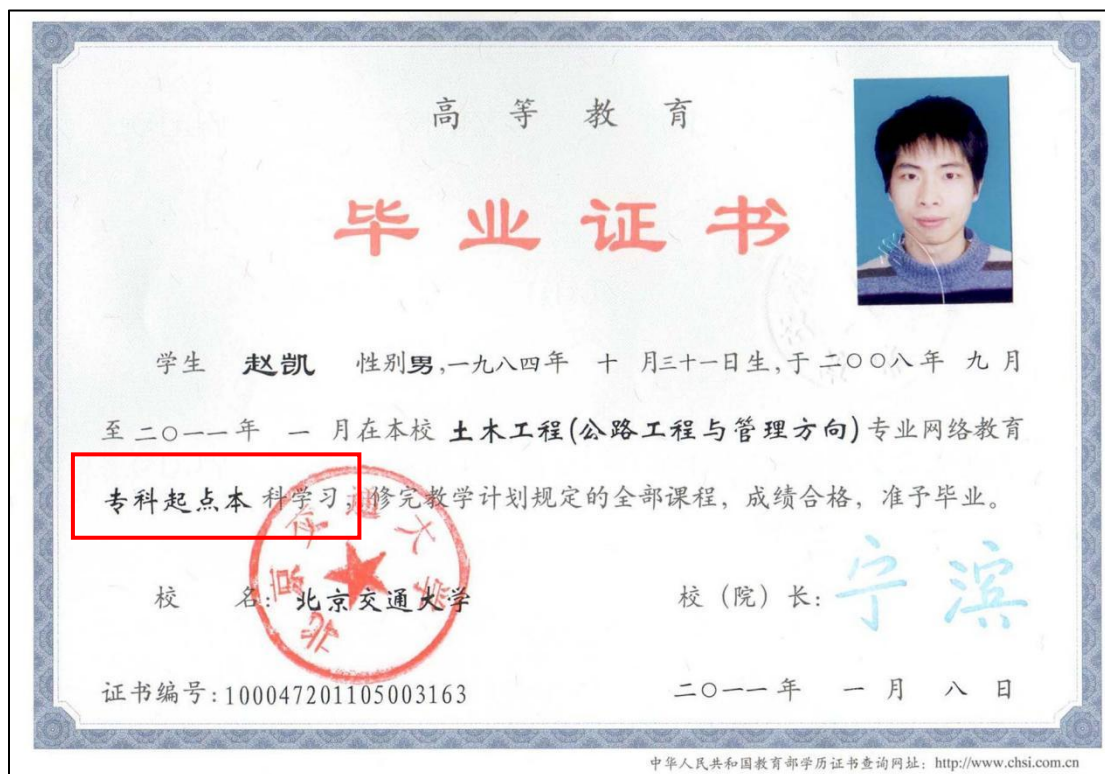 高等教育
毕业证书
学生 赵凯 性别男,一九八四年 十 月三十一日生,于二〇〇八年 九月
至二〇一一年 一 月在本校 土木工程(公路工程与管理方向)专业网络教育
专科起点本 科学习,修完教学计划规定的全部课程，成绩合格，准予毕业。
校 名: 北京交通大学
校（院）长: 宁滨
北京交通大学
证书编号:100047201105003163
二〇一一年 一月八日
中华人民共和国教育部学历证书查询网址: http://www.chsi.com.cn